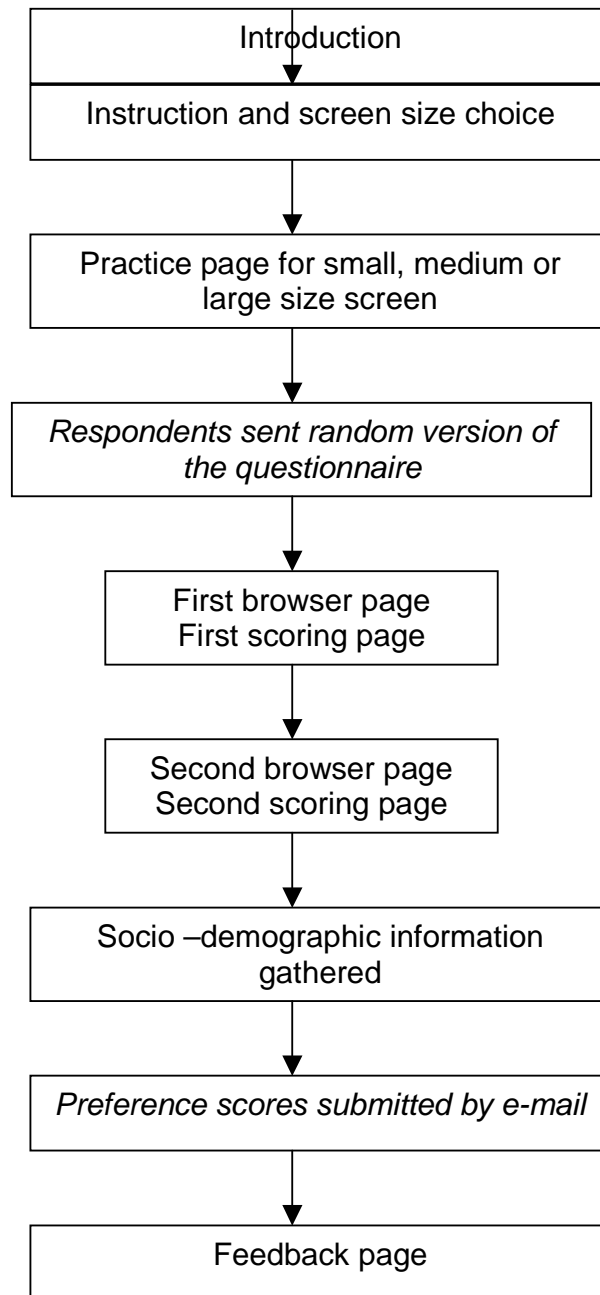 Introduction
Instruction and screen size choice
Practice page for small, medium or
large size screen
Respondents sent random version of
the questionnaire
First browser page
First scoring page
Second browser page
Second scoring page
Socio –demographic information
gathered
Preference scores submitted by e-mail
Feedback page